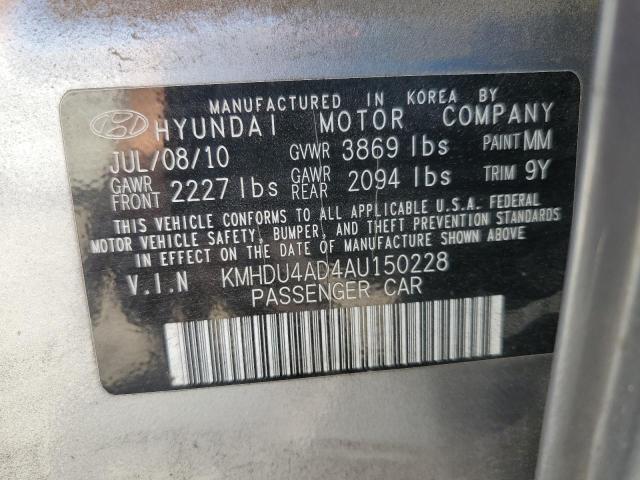 MANUFACTURED IN KOREA BY
HYUNDAI MOTOR COMPANY
JUL/08/10 GVWR 3869 lbs PAINT MM
GAWR FRONT 2227 lbs GAWR REAR 2094 lbs TRIM 9Y
THIS VEHICLE CONFORMS TO ALL APPLICABLE U.S.A. FEDERAL
MOTOR VEHICLE SAFETY, BUMPER, AND THEFT PREVENTION STANDARDS
IN EFFECT ON THE DATE OF MANUFACTURE SHOWN ABOVE.
V.I.N KMHDU4AD4AU150228
PASSENGER CAR